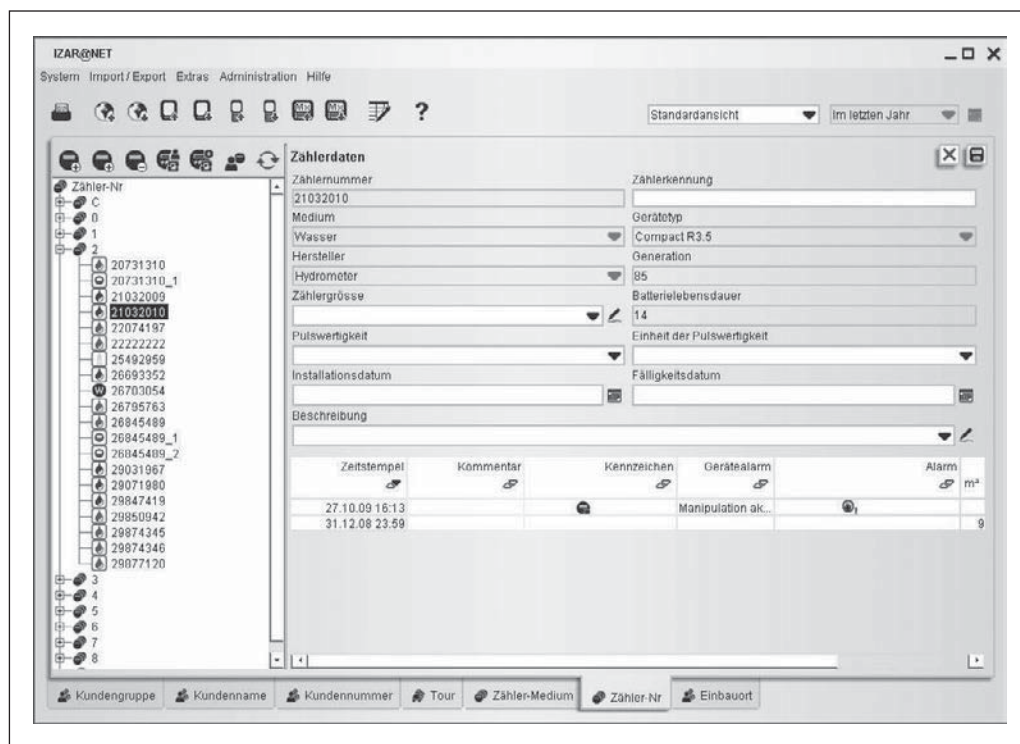 IZAR@NET
System Import / Export Extras Administration Hilfe
Standardansicht Im letzten Jahr
Zähler-Nr
C
0
1
2
20731310
20731310_1
21032009
21032010
22074197
22222222
25492959
26693352
W 26703054
26795763
26845489
26845489_1
26845489_2
29031967
29071980
29847419
29850942
29874345
29874346
29877120
3
4
5
6
7
8
Zählerdaten
Zählernummer Zählerkennung
21032010
Medium Gerätetyp
Wasser Compact R3.5
Hersteller Generation
Hydrometer 85
Zählergrösse Batterielebensdauer
14
Pulswertigkeit Einheit der Pulswertigkeit
Installationsdatum Fälligkeitsdatum
Beschreibung
Zeitstempel Kommentar Kennzeichen Gerätealarm Alarm
m³
27.10.09 16:13 Manipulation ak...
31.12.08 23:59 9
Kundengruppe Kundenname Kundennummer Tour Zähler-Medium Zähler-Nr Einbauort